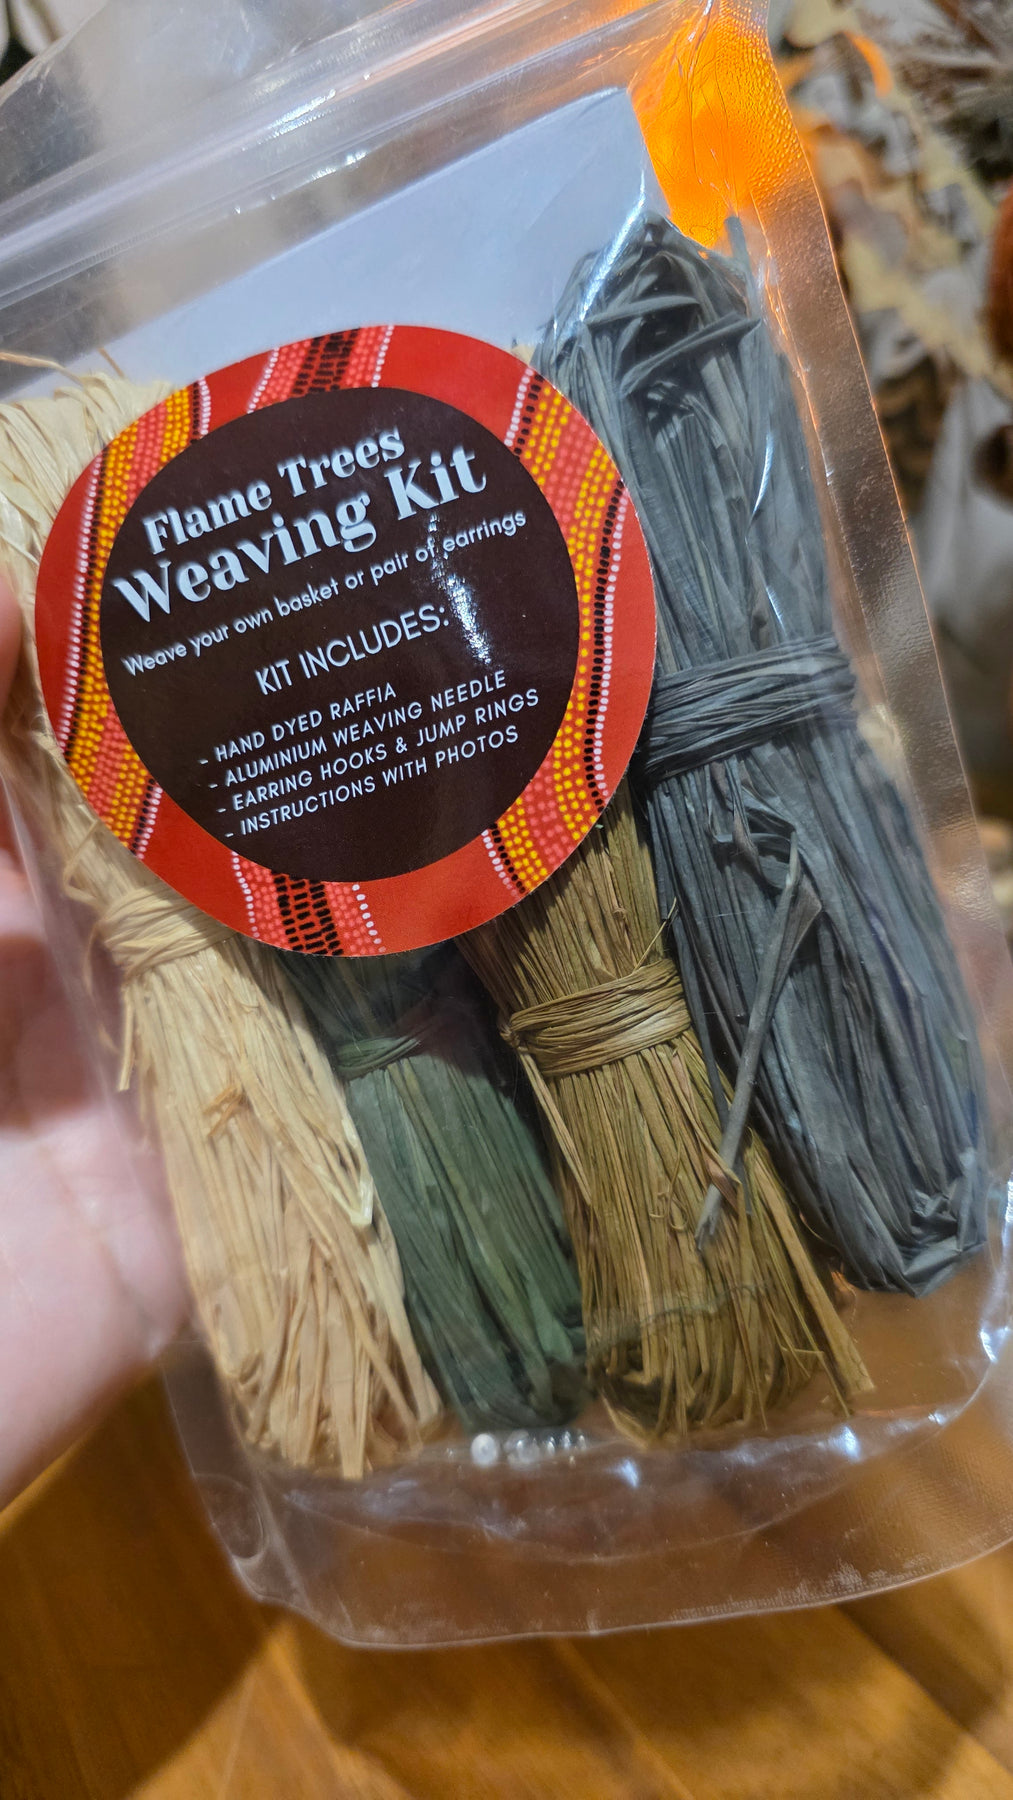 Flame Trees
Weaving Kit
Weave your own basket or pair of earrings
KIT INCLUDES:
- HAND DYED RAFFIA
- ALUMINIUM WEAVING NEEDLE
- EARRING HOOKS & JUMP RINGS
- INSTRUCTIONS WITH PHOTOS